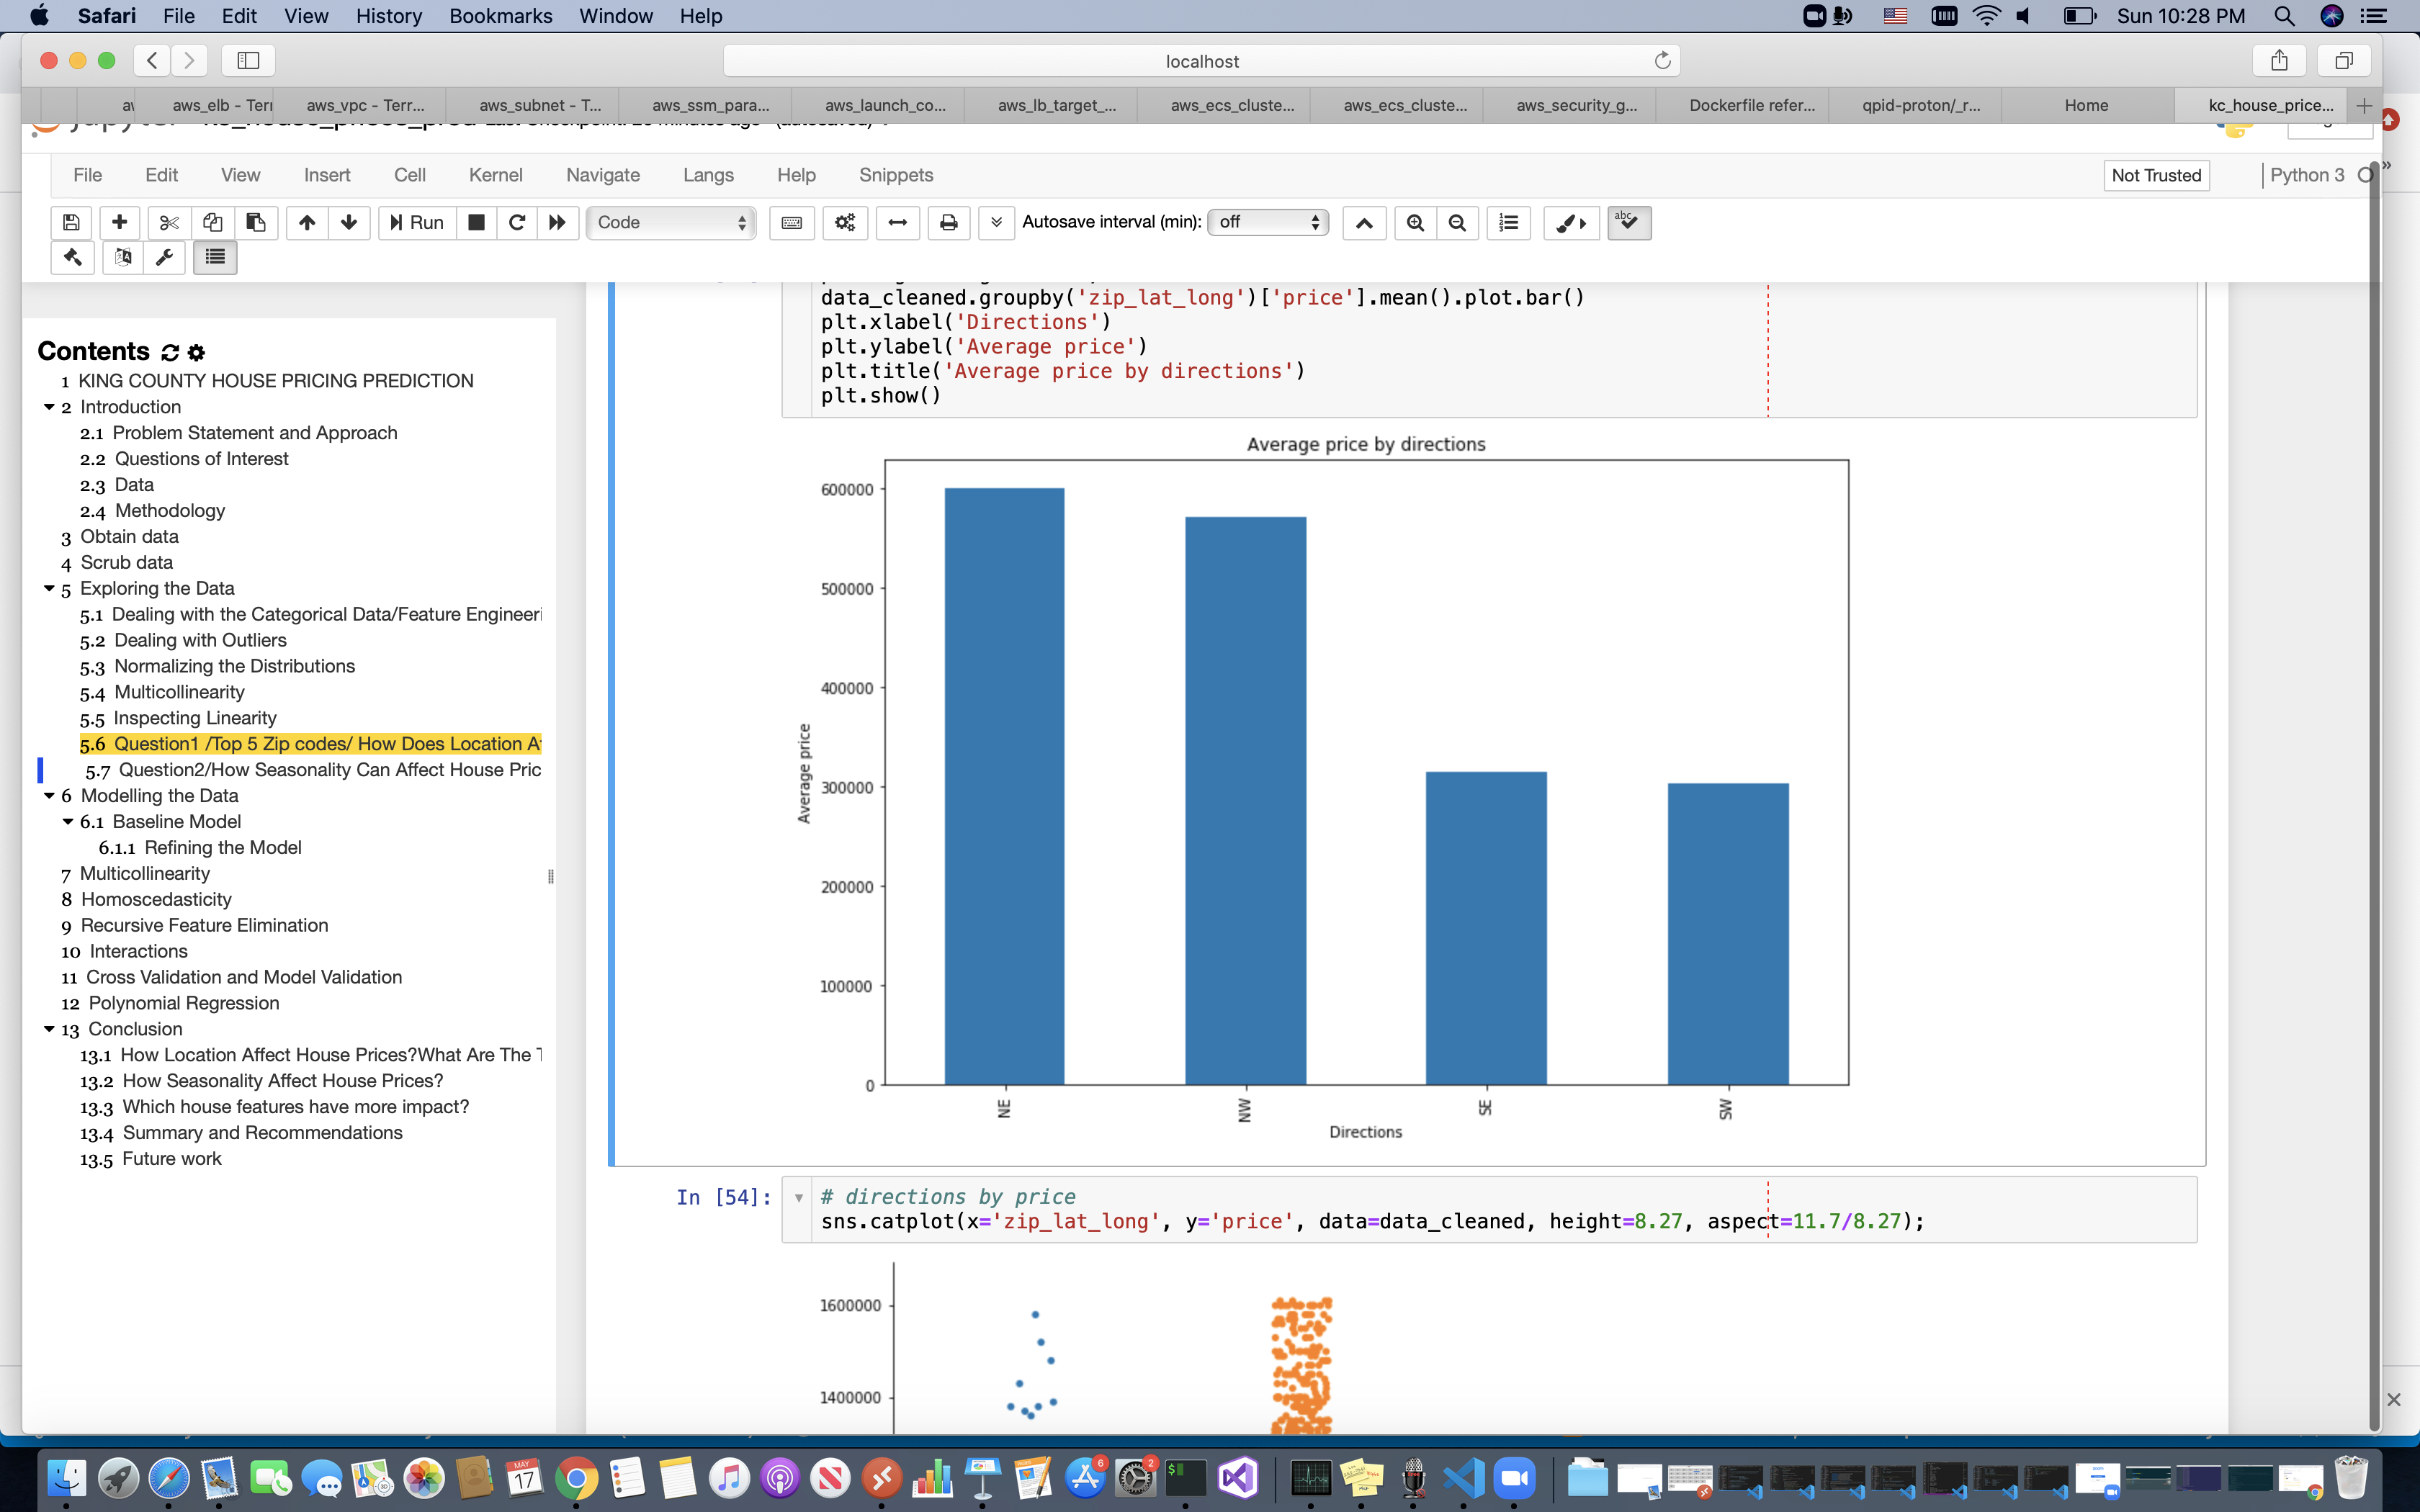 Safari File Edit View History Bookmarks Window Help Sun 10:28 PM
localhost
aws_elb - Terr aws_vpc - Terr... aws_subnet - T... aws_ssm_para... aws_launch_co... aws_lb_target_... aws_ecs_cluste... aws_ecs_cluste... aws_security_g... Dockerfile refer... qpid-proton/_r... Home kc_house_price...
File Edit View Insert Cell Kernel Navigate Langs Help Snippets Not Trusted Python 3
Run Code Autosave interval (min): off
abc
Contents
1 KING COUNTY HOUSE PRICING PREDICTION
2 Introduction
2.1 Problem Statement and Approach
2.2 Questions of Interest
2.3 Data
2.4 Methodology
3 Obtain data
4 Scrub data
5 Exploring the Data
5.1 Dealing with the Categorical Data/Feature Engineeri
5.2 Dealing with Outliers
5.3 Normalizing the Distributions
5.4 Multicollinearity
5.5 Inspecting Linearity
5.6 Question1 /Top 5 Zip codes/ How Does Location A
5.7 Question2/How Seasonality Can Affect House Pric
6 Modelling the Data
6.1 Baseline Model
6.1.1 Refining the Model
7 Multicollinearity
8 Homoscedasticity
9 Recursive Feature Elimination
10 Interactions
11 Cross Validation and Model Validation
12 Polynomial Regression
13 Conclusion
13.1 How Location Affect House Prices?What Are The T
13.2 How Seasonality Affect House Prices?
13.3 Which house features have more impact?
13.4 Summary and Recommendations
13.5 Future work
data_cleaned.groupby('zip_lat_long')['price'].mean().plot.bar()
plt.xlabel('Directions')
plt.ylabel('Average price')
plt.title('Average price by directions')
plt.show()
Average price by directions
600000
500000
400000
300000
200000
100000
0
Average price
NE NW SE SW
Directions
In [54]:
# directions by price
sns.catplot(x='zip_lat_long', y='price', data=data_cleaned, height=8.27, aspect=11.7/8.27);
1600000
1400000
MAY
17
6
2